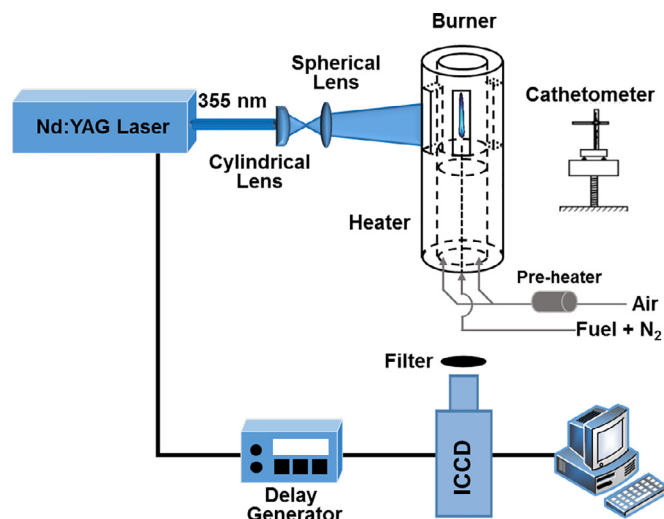 Burner
Spherical
Lens
355 nm
Nd:YAG Laser
Cathetometer
Cylindrical
Lens
Heater
Pre-heater
Air
Fuel + N₂
Filter
ICCD
Delay
Generator